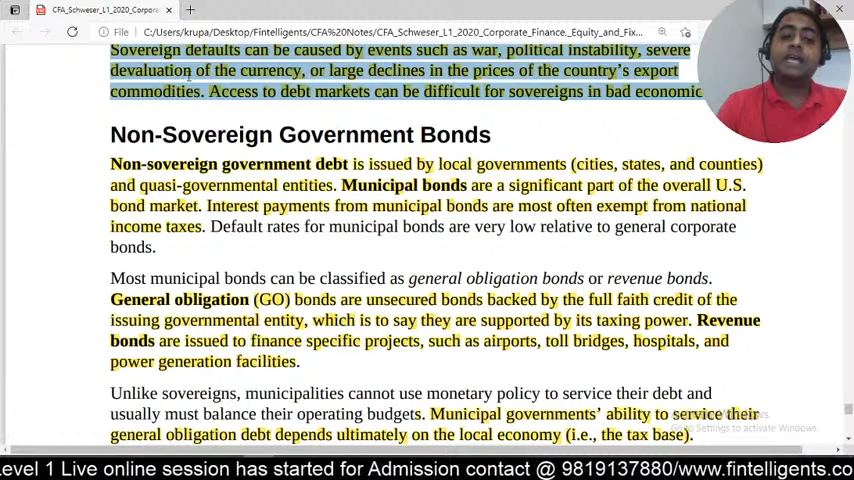 CFA_Schweser_L1_2020_Corporat
File
C:/Users/krupa/Desktop/Fintelligents/CFA%20Notes/CFA_Schweser_L1_2020_Corporate_Finance,_Equity_and_Fix...
Sovereign defaults can be caused by events such as war, political instability, severe
devaluation of the currency, or large declines in the prices of the country's export
commodities. Access to debt markets can be difficult for sovereigns in bad economic
Non-Sovereign Government Bonds
Non-sovereign government debt is issued by local governments (cities, states, and counties)
and quasi-governmental entities. Municipal bonds are a significant part of the overall U.S.
bond market. Interest payments from municipal bonds are most often exempt from national
income taxes. Default rates for municipal bonds are very low relative to general corporate
bonds.
Most municipal bonds can be classified as general obligation bonds or revenue bonds.
General obligation (GO) bonds are unsecured bonds backed by the full faith credit of the
issuing governmental entity, which is to say they are supported by its taxing power. Revenue
bonds are issued to finance specific projects, such as airports, toll bridges, hospitals, and
power generation facilities.
Unlike sovereigns, municipalities cannot use monetary policy to service their debt and
usually must balance their operating budgets. Municipal governments' ability to service their
general obligation debt depends ultimately on the local economy (i.e., the tax base).
Go to Settings to activate Windows.
Level 1 Live online session has started for Admission contact @ 9819137880/www.fintelligents.co